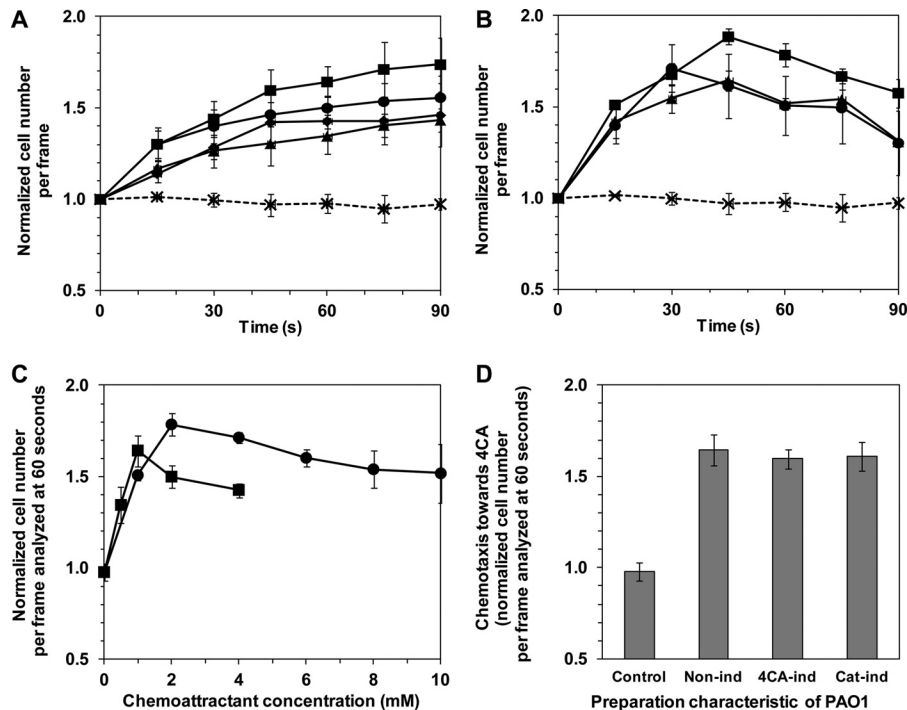 A
2.0
1.5
1.0
0.5
0
30
60
90
Normalized cell number
per frame
Time (s)
B
2.0
1.5
1.0
0.5
0
30
60
90
Normalized cell number
per frame
Time (s)
C
2.0
1.5
1.0
0.5
0
2
4
6
8
10
Normalized cell number
per frame analyzed at 60 seconds
Chemoattractant concentration (mM)
D
2.0
1.5
1.0
0.5
Chemotaxis towards 4CA
(normalized cell number
per frame analyzed at 60 seconds)
Control
Non-ind
4CA-ind
Cat-ind
Preparation characteristic of PAO1